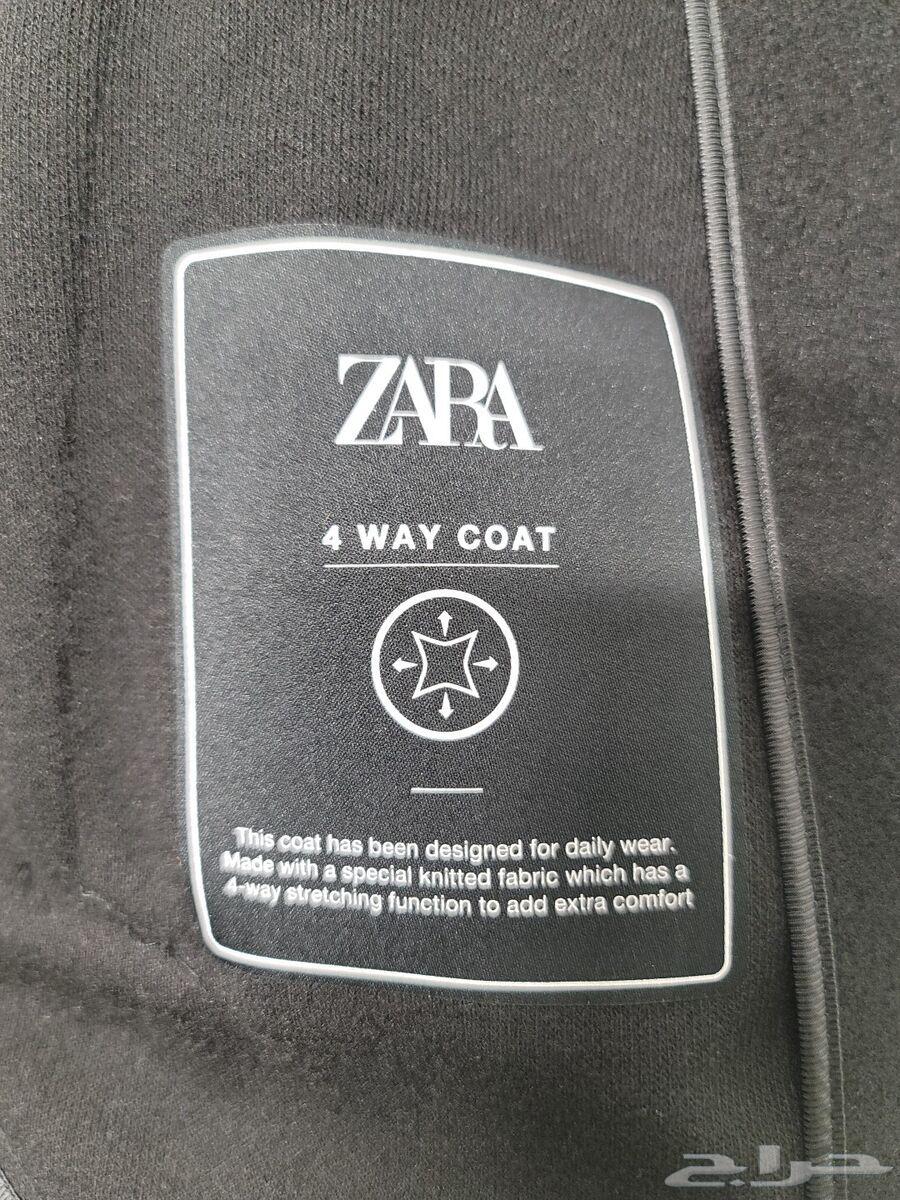 ZARA
4 WAY COAT
This coat has been designed for daily wear.
Made with a special knitted fabric which has a
4-way stretching function to add extra comfort
حراج